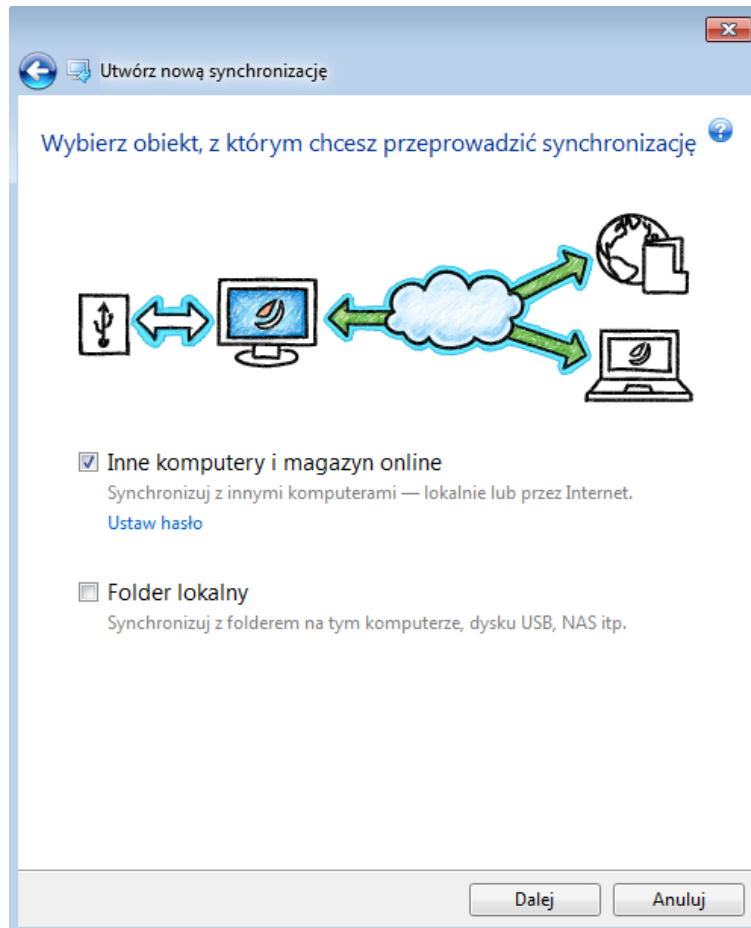 Utwórz nową synchronizację
Wybierz obiekt, z którym chcesz przeprowadzić synchronizację
Inne komputery i magazyn online
Synchronizuj z innymi komputerami — lokalnie lub przez Internet.
Ustaw hasło
Folder lokalny
Synchronizuj z folderem na tym komputerze, dysku USB, NAS itp.
Dalej Anuluj